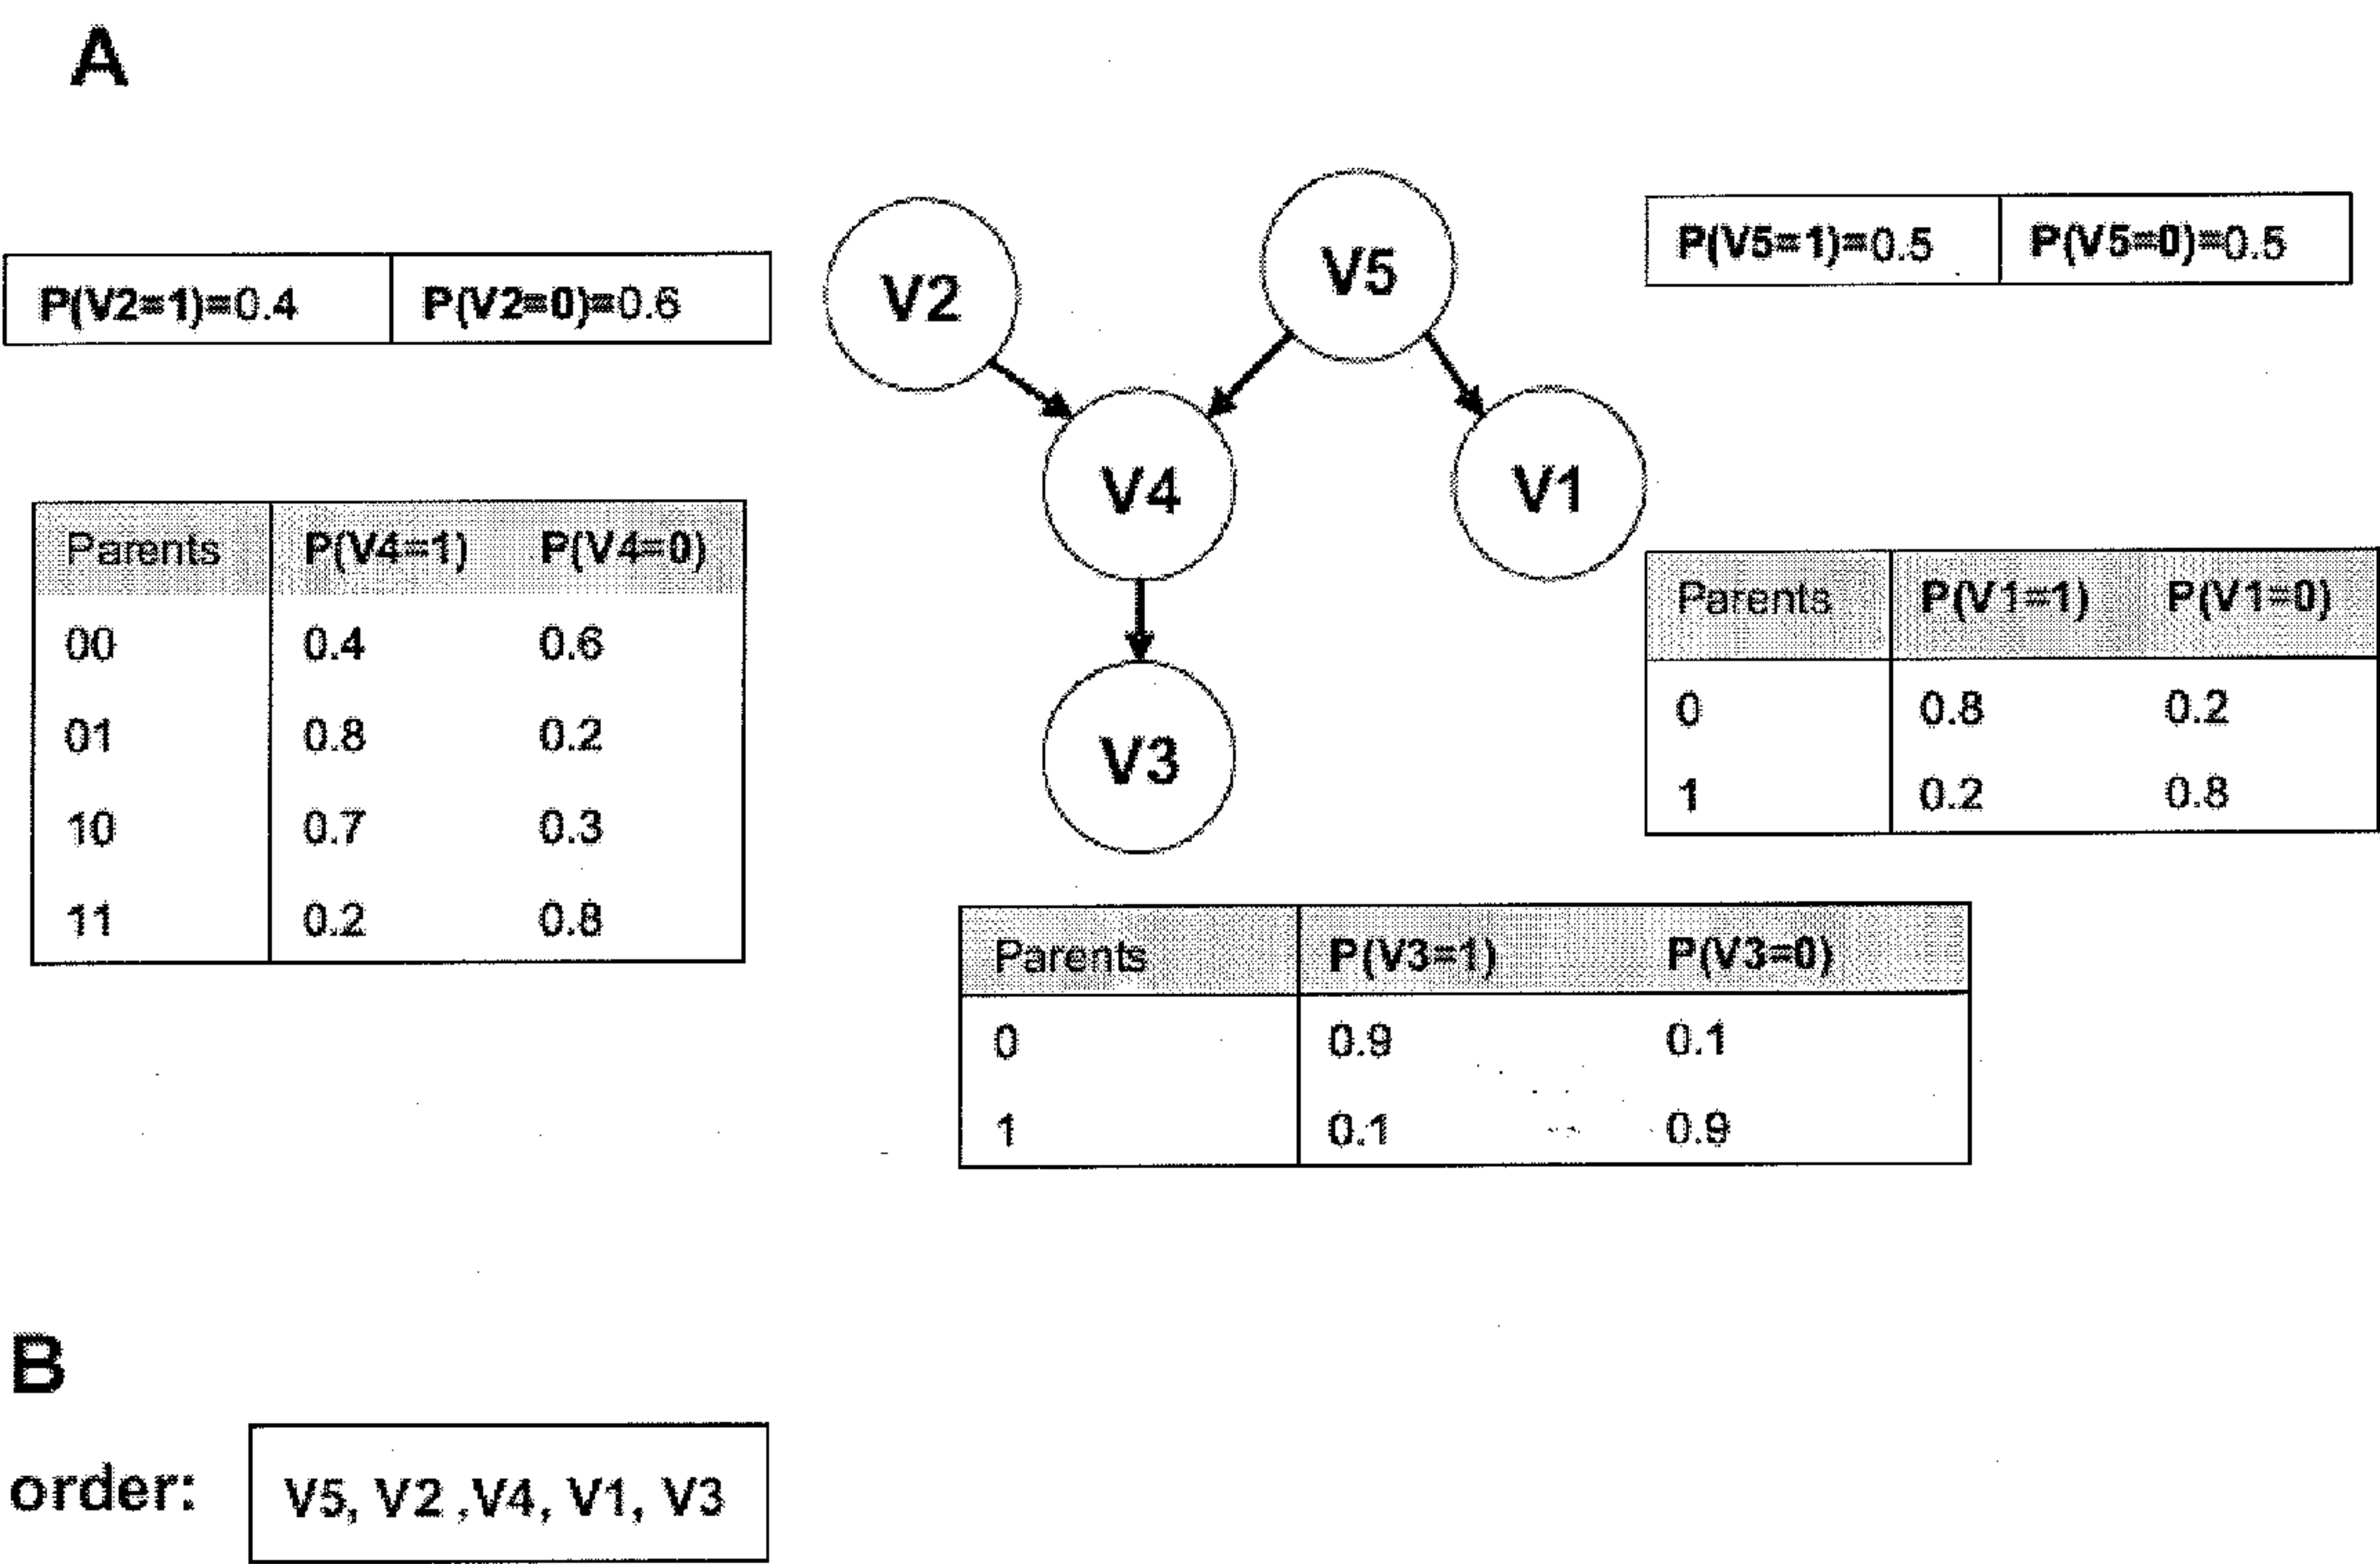 A
P(V2=1)=0.4 P(V2=0)=0.6
V2
V5
P(V5=1)=0.5 P(V5=0)=0.5
V4
V1
Parents P(V4=1) P(V4=0)
00 0.4 0.6
01 0.8 0.2
10 0.7 0.3
11 0.2 0.8
Parents P(V1=1) P(V1=0)
0 0.8 0.2
1 0.2 0.8
V3
Parents P(V3=1) P(V3=0)
0 0.9 0.1
1 0.1 0.9
B
order: V5, V2 ,V4, V1, V3